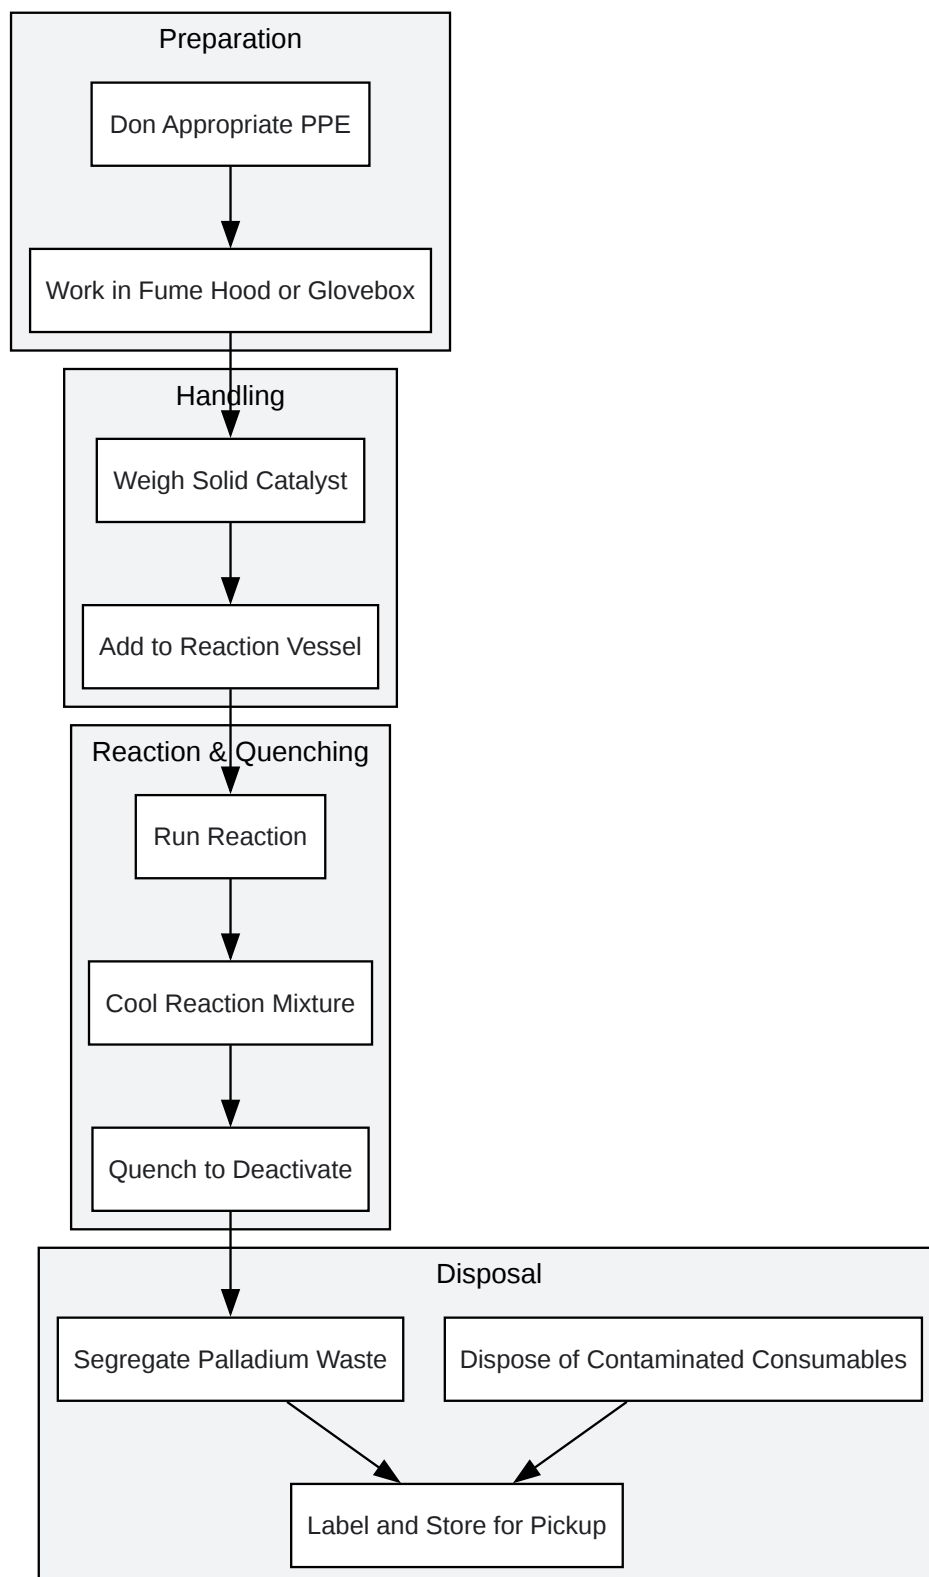 Preparation
Don Appropriate PPE
Work in Fume Hood or Glovebox
Handling
Weigh Solid Catalyst
Add to Reaction Vessel
Reaction & Quenching
Run Reaction
Cool Reaction Mixture
Quench to Deactivate
Disposal
Segregate Palladium Waste
Dispose of Contaminated Consumables
Label and Store for Pickup